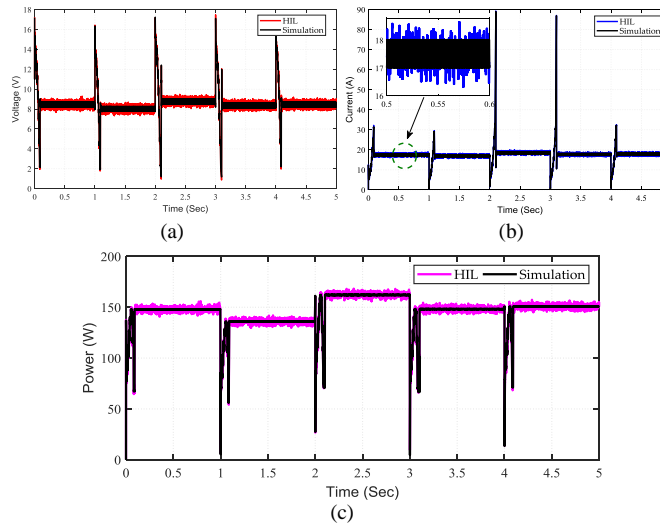 18
16
14
12
10
8
6
4
2
0
Voltage (V)
HIL
Simulation
0 0.5 1 1.5 2 2.5 3 3.5 4 4.5 5
Time (Sec)
(a)
90
80
70
60
50
40
30
20
10
0
Current (A)
HIL
Simulation
19
18
17
16
0.5 0.55 0.6
0 0.5 1 1.5 2 2.5 3 3.5 4 4.5
Time (Sec)
(b)
200
150
100
50
0
Power (W)
HIL Simulation
0 0.5 1 1.5 2 2.5 3 3.5 4 4.5 5
Time (Sec)
(c)